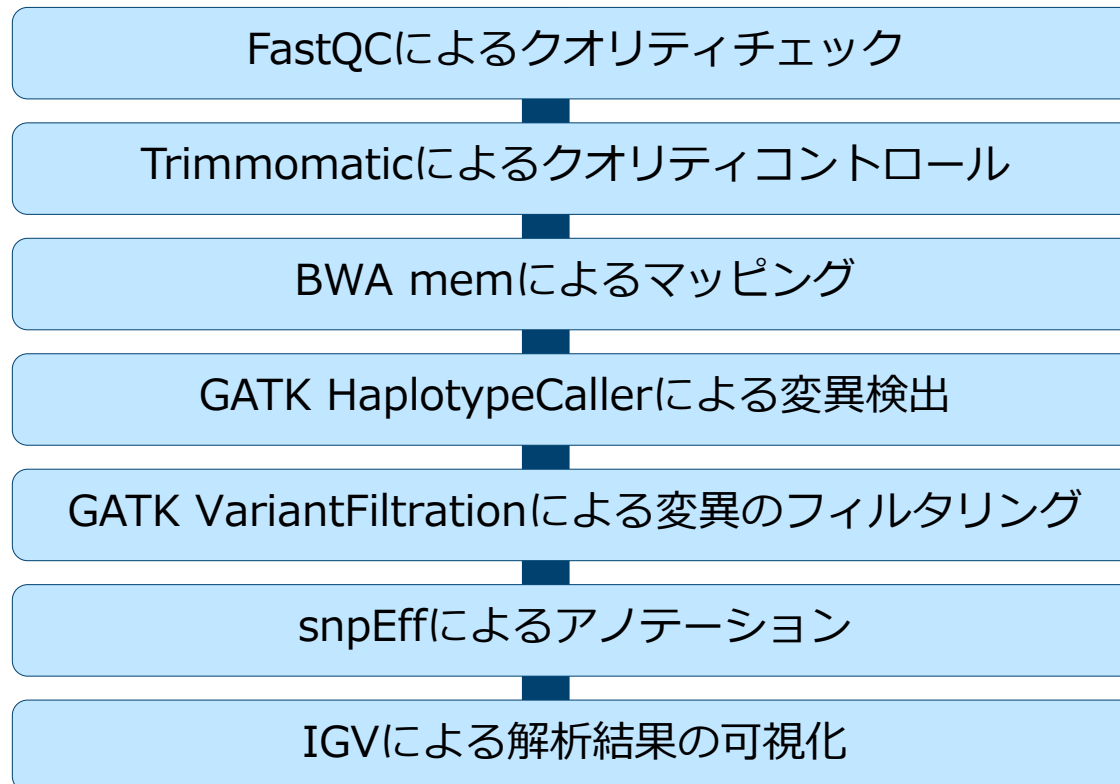 FastQCによるクオリティチェック
Trimmomaticによるクオリティコントロール
BWA memによるマッピング
GATK HaplotypeCallerによる変異検出
GATK VariantFiltrationによる変異のフィルタリング
snpEffによるアノテーション
IGVによる解析結果の可視化